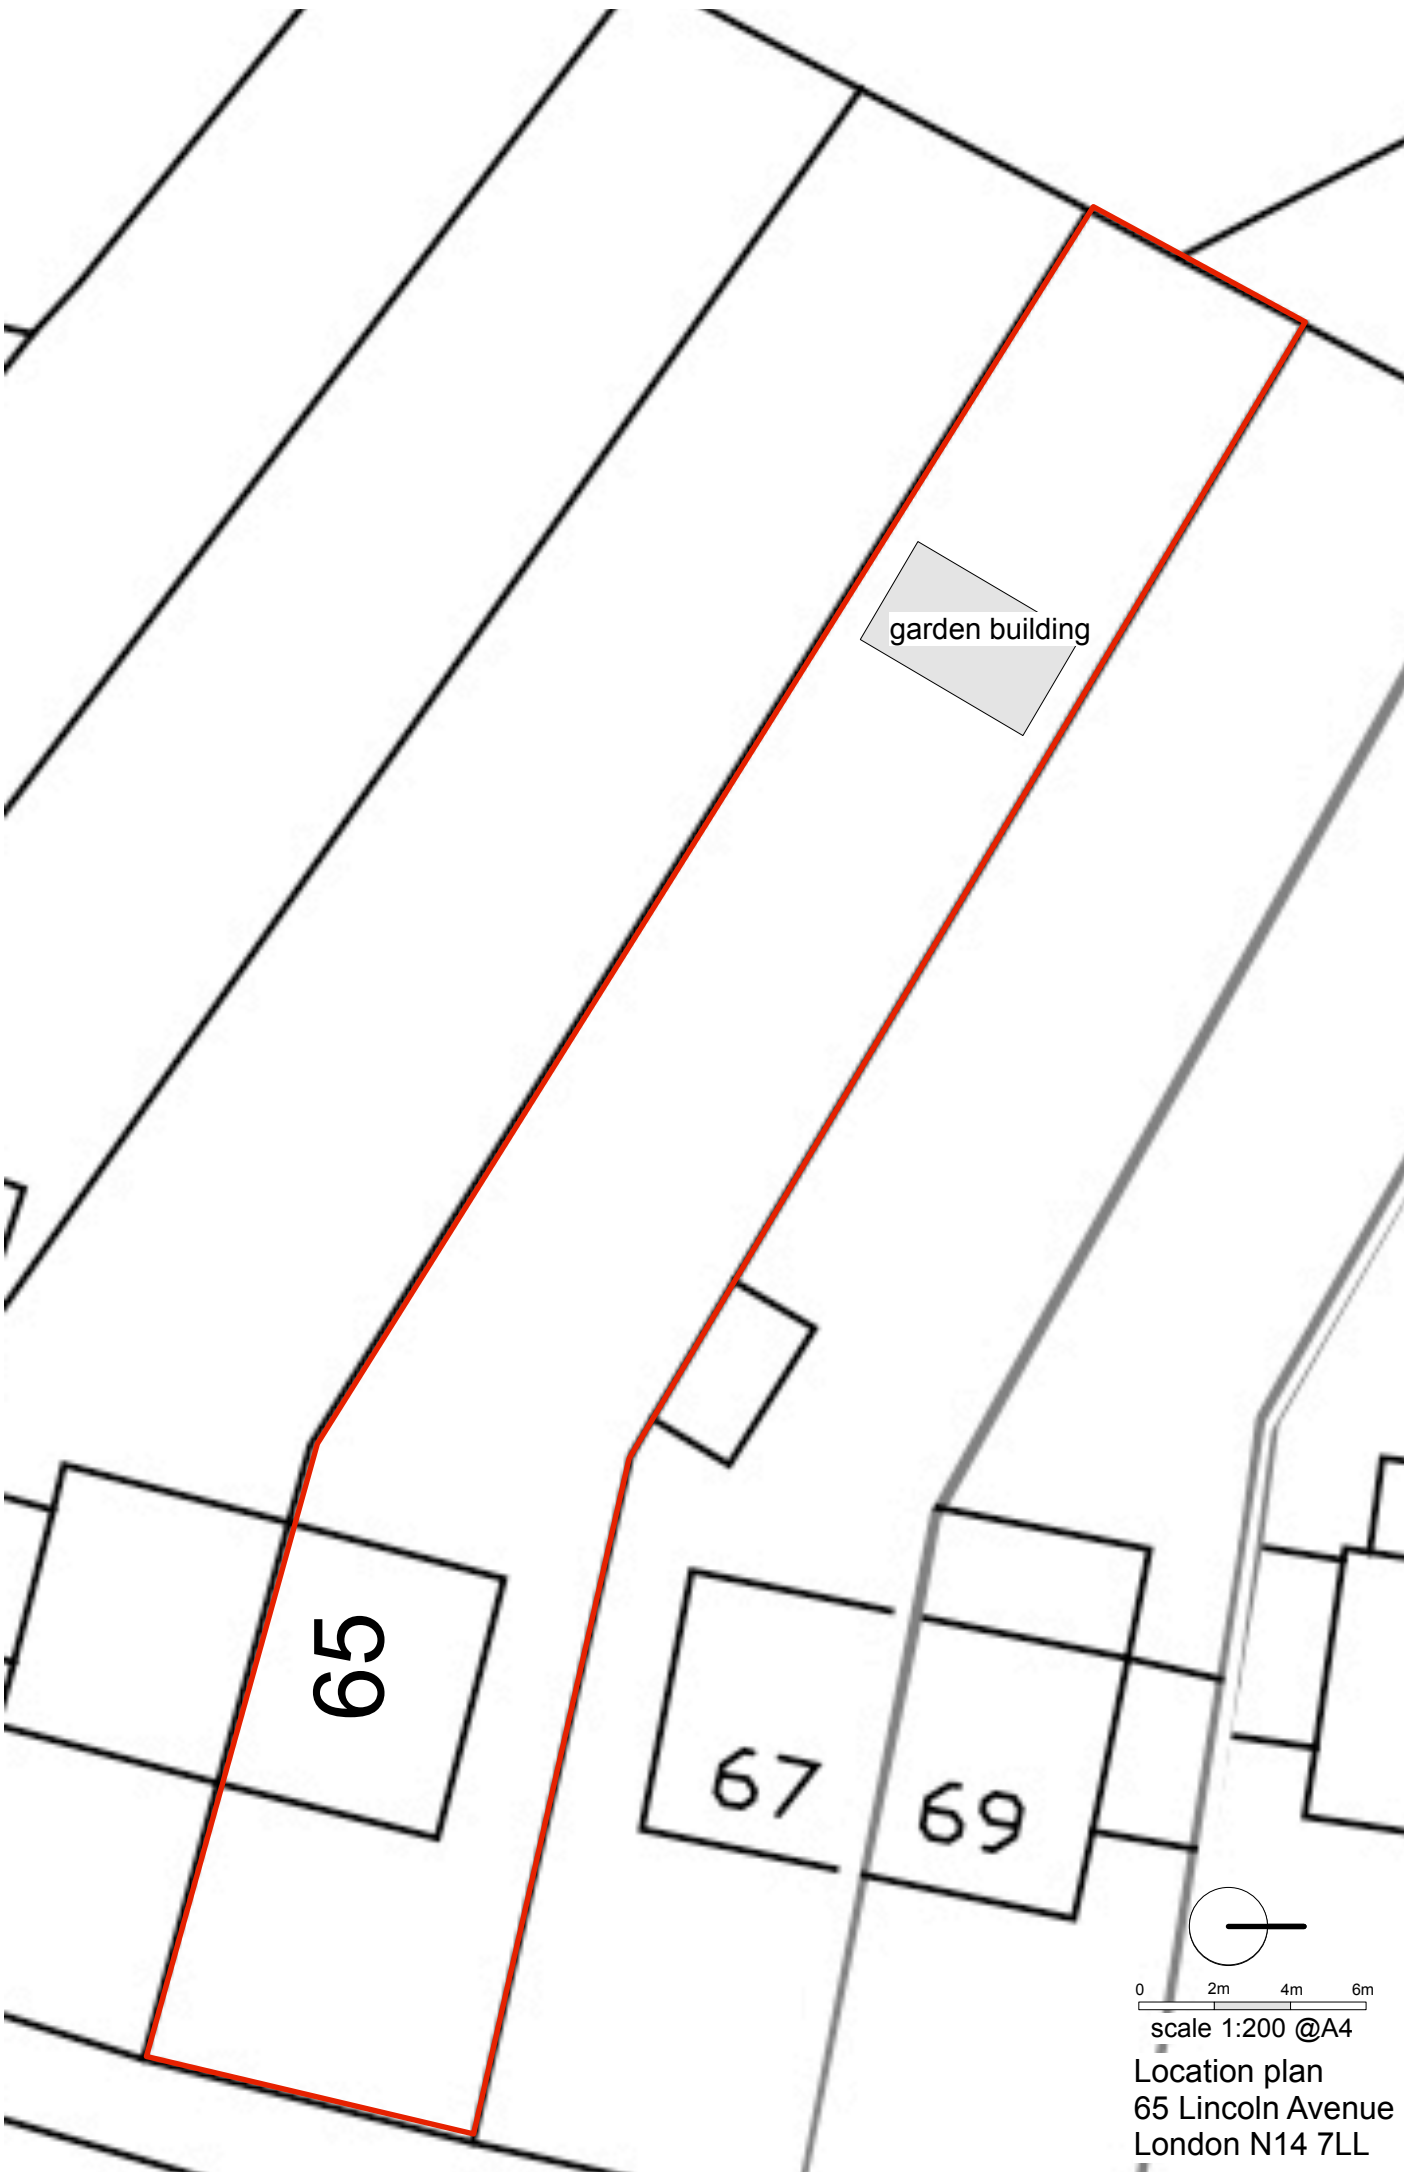 garden building
65
67
69
0 2m 4m 6m
scale 1:200 @A4
Location plan
65 Lincoln Avenue
London N14 7LL